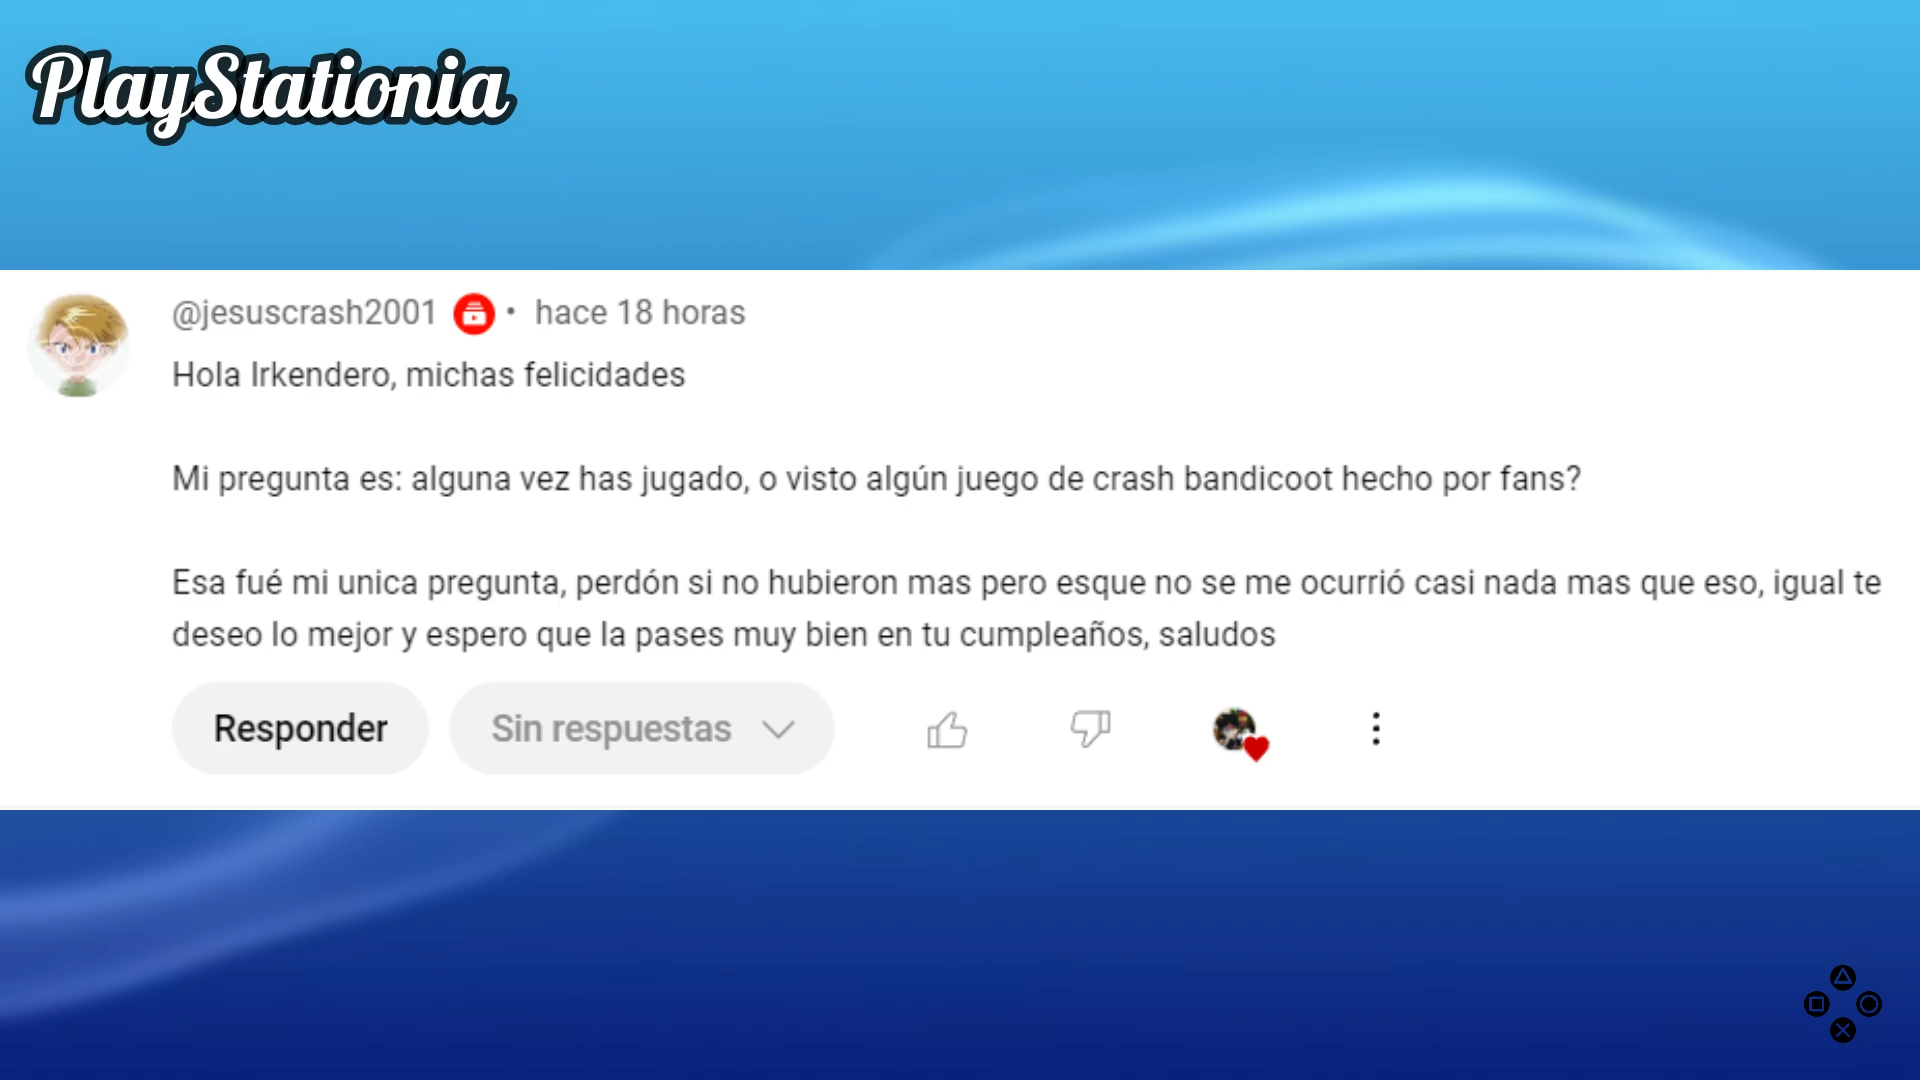 PlayStationia
@jesuscrash2001 • hace 18 horas
Hola Irkendero, michas felicidades
Mi pregunta es: alguna vez has jugado, o visto algún juego de crash bandicoot hecho por fans?
Esa fué mi unica pregunta, perdón si no hubieron mas pero esque no se me ocurrió casi nada mas que eso, igual te
deseo lo mejor y espero que la pases muy bien en tu cumpleaños, saludos
Responder Sin respuestas